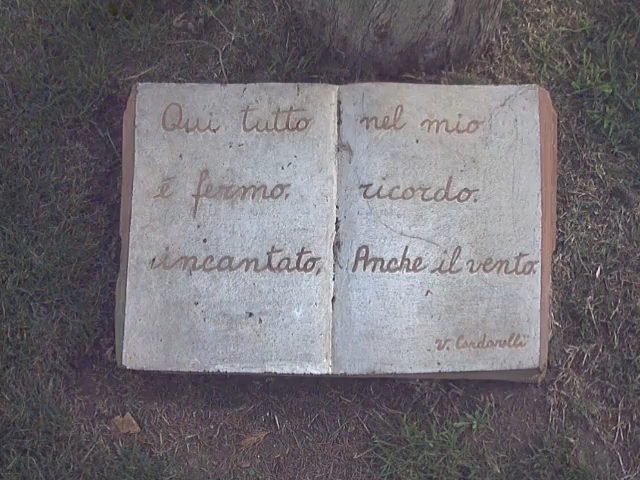 Qui tutto
è fermo,
incantato,
nel mio
ricordo.
Anche il vento.
V. Cardarelli